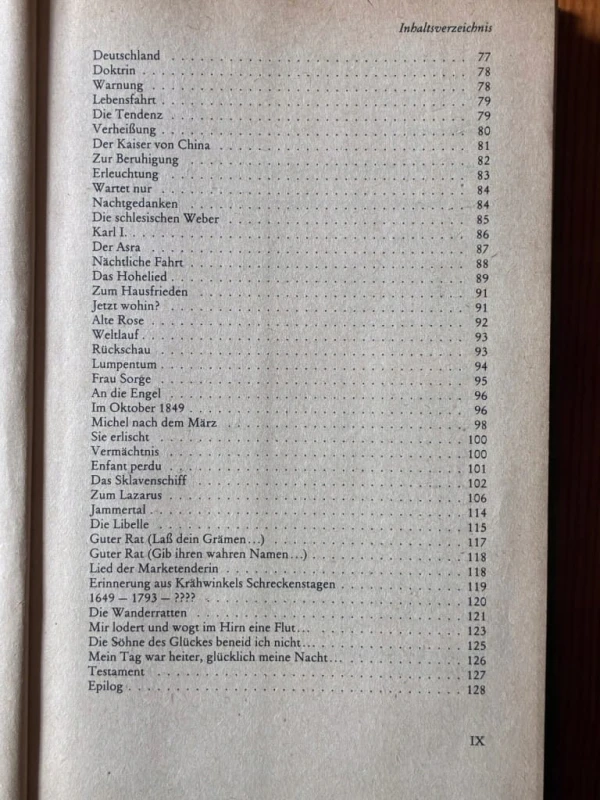 Inhaltsverzeichnis
Deutschland . . . . . . . . . . . . . . . . . . . . 77
Doktrin . . . . . . . . . . . . . . . . . . . . 78
Warnung . . . . . . . . . . . . . . . . . . . . 78
Lebensfahrt . . . . . . . . . . . . . . . . . . . . 79
Die Tendenz . . . . . . . . . . . . . . . . . . . . 79
Verheißung . . . . . . . . . . . . . . . . . . . . 80
Der Kaiser von China . . . . . . . . . . . . . . . . . . . . 81
Zur Beruhigung . . . . . . . . . . . . . . . . . . . . 82
Erleuchtung . . . . . . . . . . . . . . . . . . . . 83
Wartet nur . . . . . . . . . . . . . . . . . . . . 84
Nachtgedanken . . . . . . . . . . . . . . . . . . . . 84
Die schlesischen Weber . . . . . . . . . . . . . . . . . . . . 85
Karl I. . . . . . . . . . . . . . . . . . . . . 86
Der Asra . . . . . . . . . . . . . . . . . . . . 87
Nächtliche Fahrt . . . . . . . . . . . . . . . . . . . . 88
Das Hohelied . . . . . . . . . . . . . . . . . . . . 89
Zum Hausfrieden . . . . . . . . . . . . . . . . . . . . 91
Jetzt wohin? . . . . . . . . . . . . . . . . . . . . 91
Alte Rose . . . . . . . . . . . . . . . . . . . . 92
Weltlauf . . . . . . . . . . . . . . . . . . . . 93
Rückschau . . . . . . . . . . . . . . . . . . . . 93
Lumpentum . . . . . . . . . . . . . . . . . . . . 94
Frau Sorge . . . . . . . . . . . . . . . . . . . . 95
An die Engel . . . . . . . . . . . . . . . . . . . . 96
Im Oktober 1849 . . . . . . . . . . . . . . . . . . . . 96
Michel nach dem März . . . . . . . . . . . . . . . . . . . . 98
Sie erlischt . . . . . . . . . . . . . . . . . . . . 100
Vermächtnis . . . . . . . . . . . . . . . . . . . . 100
Enfant perdu . . . . . . . . . . . . . . . . . . . . 101
Das Sklavenschiff . . . . . . . . . . . . . . . . . . . . 102
Zum Lazarus . . . . . . . . . . . . . . . . . . . . 106
Jammertal . . . . . . . . . . . . . . . . . . . . 114
Die Libelle . . . . . . . . . . . . . . . . . . . . 115
Guter Rat (Laß dein Grämen...) . . . . . . . . . . . . . . . 117
Guter Rat (Gib ihren wahren Namen...) . . . . . . . . . . . . 118
Lied der Marketenderin . . . . . . . . . . . . . . . . . . . . 118
Erinnerung aus Krähwinkels Schreckenstagen . . . . . . . . . . 119
1649 – 1793 – ???? . . . . . . . . . . . . . . . . . . . . 120
Die Wanderratten . . . . . . . . . . . . . . . . . . . . 121
Mir lodert und wogt im Hirn eine Flut... . . . . . . . . . . . . 123
Die Söhne des Glückes beneid ich nicht... . . . . . . . . . . . . 125
Mein Tag war heiter, glücklich meine Nacht... . . . . . . . . . . 126
Testament . . . . . . . . . . . . . . . . . . . . 127
Epilog . . . . . . . . . . . . . . . . . . . . 128
IX